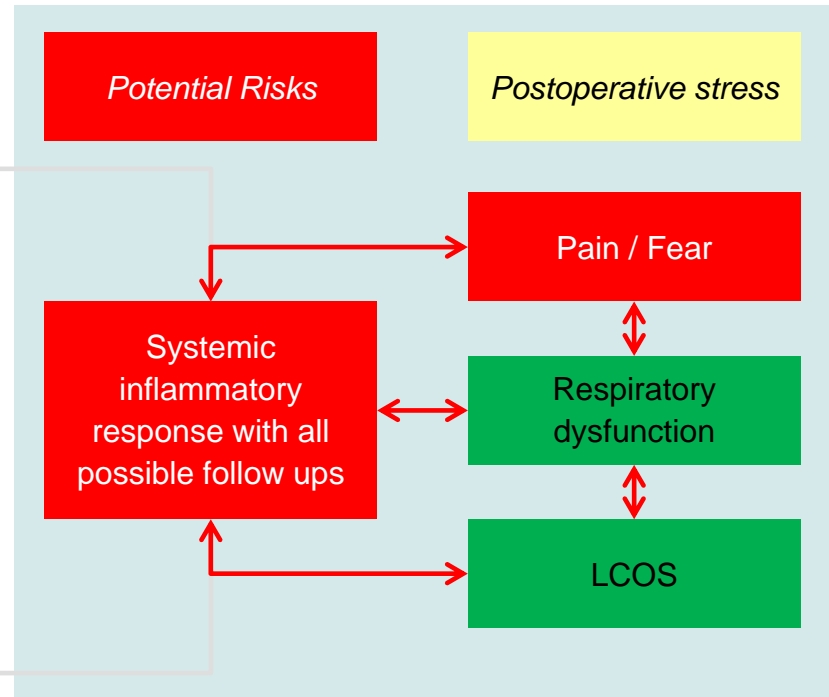 Potential Risks
Postoperative stress
Pain / Fear
Systemic
inflammatory
response with all
possible follow ups
Respiratory
dysfunction
LCOS